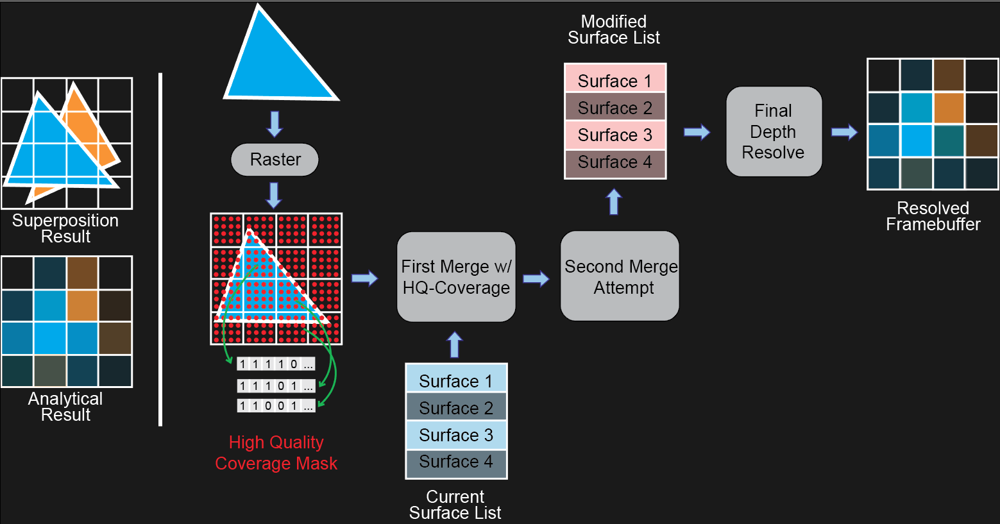 Superposition
Result
Analytical
Result
Raster
1 1 1 1 0 ...
1 1 1 0 1 ...
1 1 0 0 1 ...
High Quality
Coverage Mask
First Merge w/
HQ-Coverage
Surface 1
Surface 2
Surface 3
Surface 4
Current
Surface List
Second Merge
Attempt
Modified
Surface List
Surface 1
Surface 2
Surface 3
Surface 4
Final
Depth
Resolve
Resolved
Framebuffer